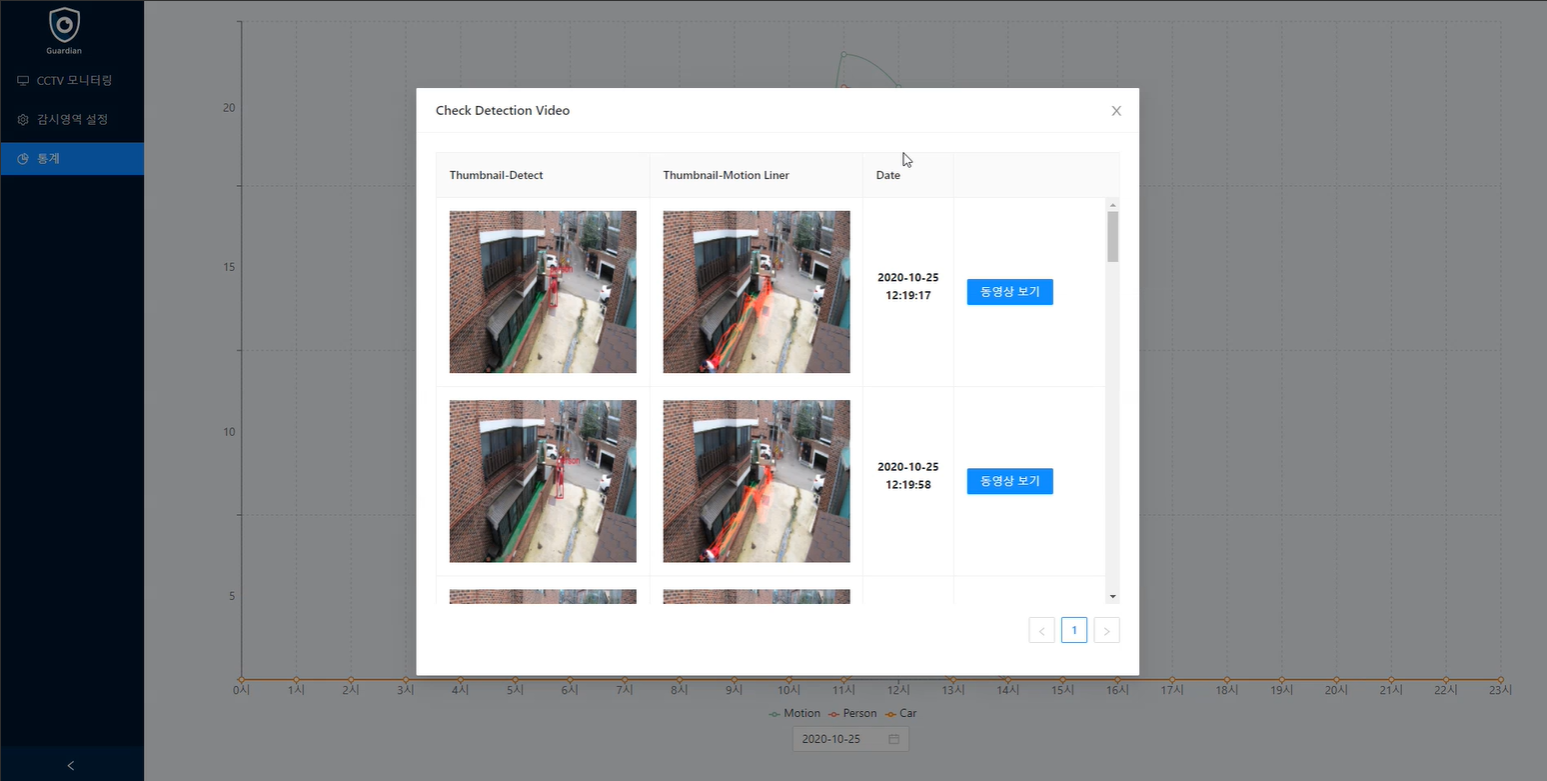 Guardian
CCTV 모니터링
감시영역 설정
통계
Check Detection Video
Thumbnail-Detect
Thumbnail-Motion Liner
Date
2020-10-25
12:19:17
동영상 보기
2020-10-25
12:19:58
동영상 보기
1
20
15
10
5
0시 1시 2시 3시 4시 5시 6시 7시 8시 9시 10시 11시 12시 13시 14시 15시 16시 17시 18시 19시 20시 21시 22시 23시
Motion Person Car
2020-10-25